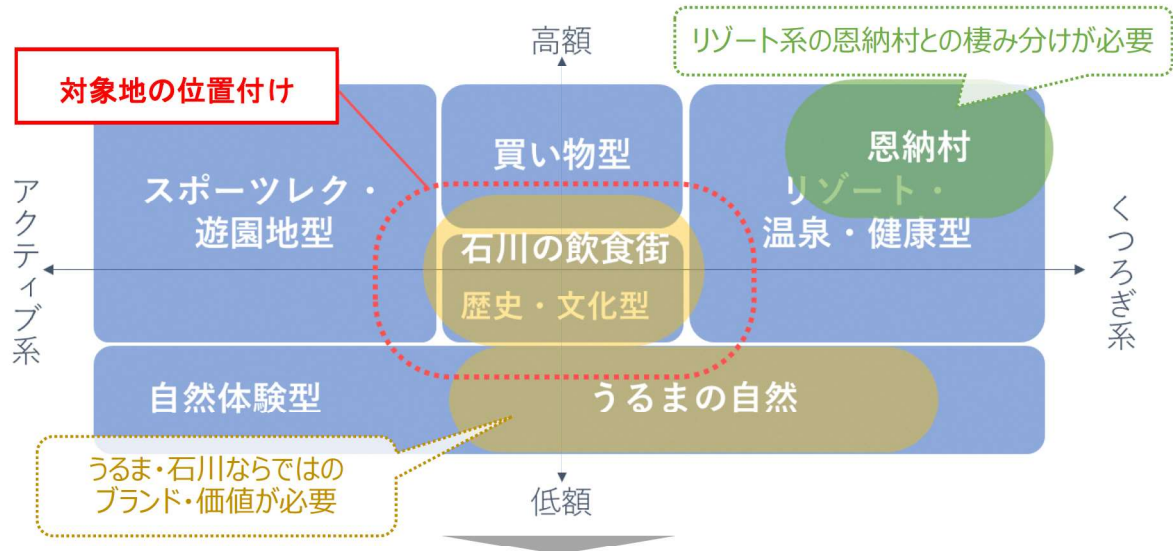 高額
リゾート系の恩納村との棲み分けが必要
対象地の位置付け
買い物型
恩納村
スポーツレク・
遊園地型
リゾート・
温泉・健康型
アクティブ系
くつろぎ系
石川の飲食街
歴史・文化型
自然体験型
うるまの自然
うるま・石川ならではの
ブランド・価値が必要
低額